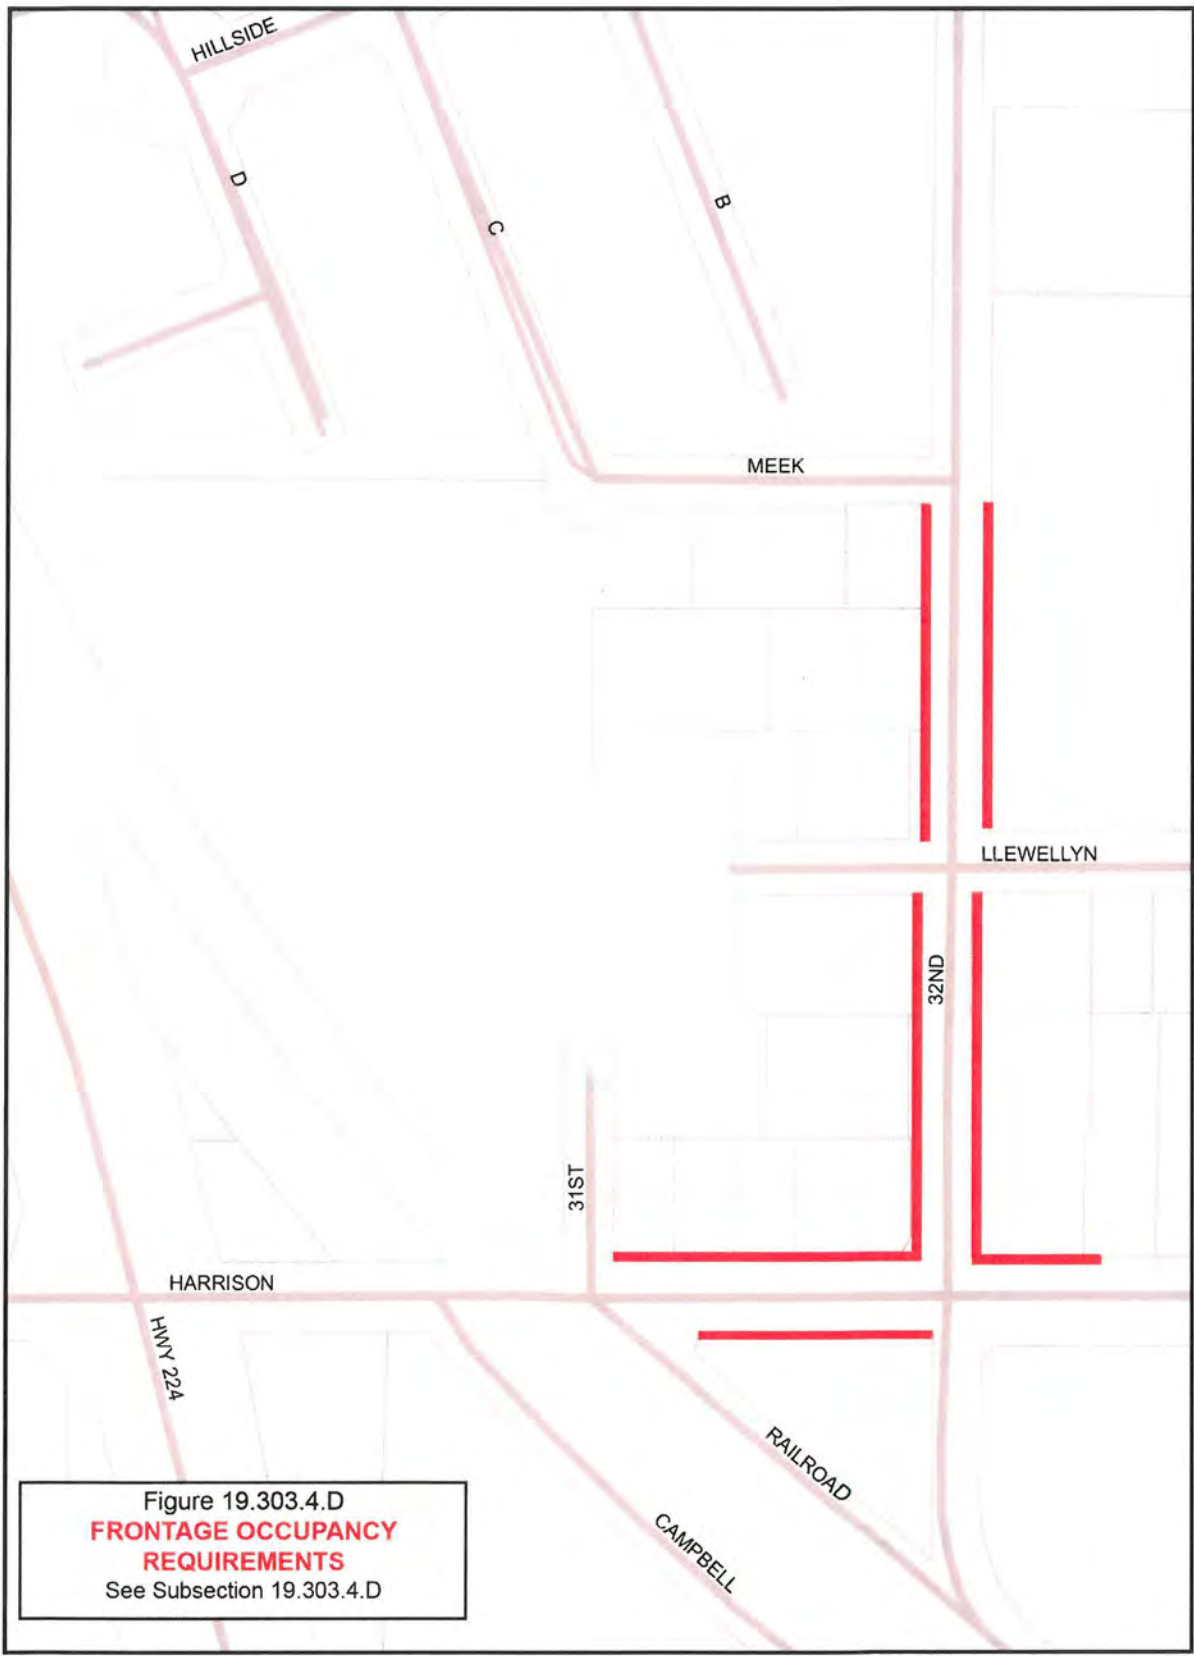 HILLSIDE
D
C
B
MEEK
LLEWELLYN
32ND
31ST
HARRISON
HWY 224
RAILROAD
CAMPBELL
Figure 19.303.4.D
FRONTAGE OCCUPANCY
REQUIREMENTS
See Subsection 19.303.4.D